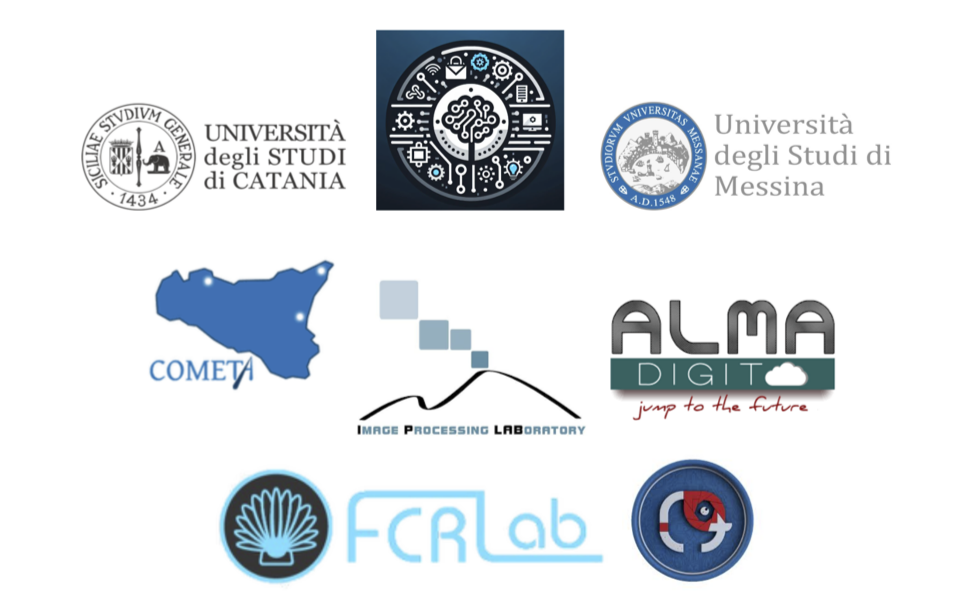 SICILIAE STVDIVM GENERALE
· 1434 ·
A
UNIVERSITÀ
degli STUDI
di CATANIA
STVDIORVM VNIVERSITAS MESSANAE
A.D.1548
Università
degli Studi di
Messina
COMETA
IMAGE PROCESSING LABORATORY
ALMA
DIGIT
jump to the future
FCRLab